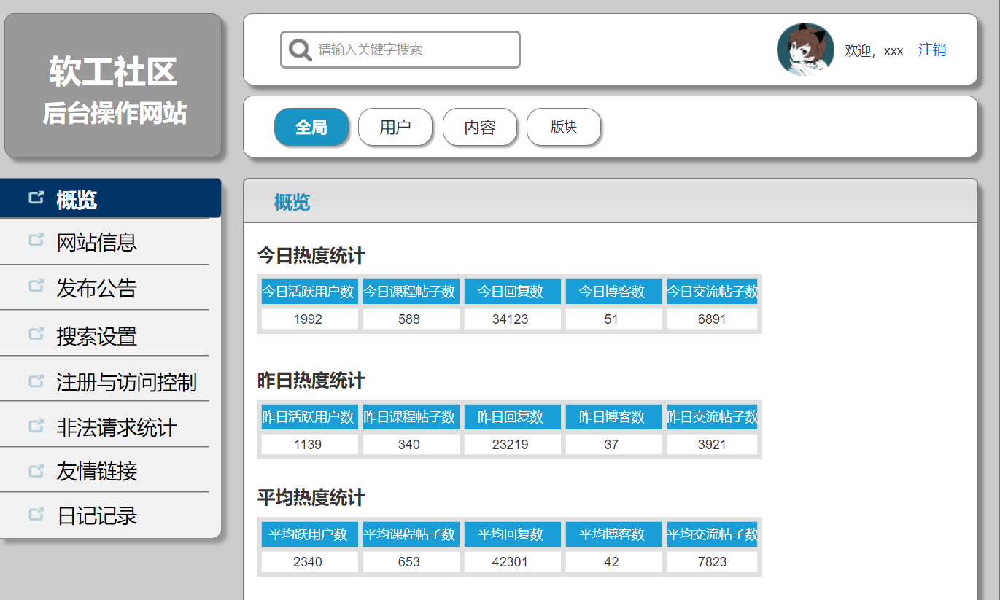 软工社区
后台操作网站
请输入关键字搜索
欢迎，xxx 注销
全局 用户 内容 版块
概览
网站信息
发布公告
搜索设置
注册与访问控制
非法请求统计
友情链接
日记记录
概览
今日热度统计
今日活跃用户数 今日课程帖子数 今日回复数 今日博客数 今日交流帖子数
1992 588 34123 51 6891
昨日热度统计
昨日活跃用户数 昨日课程帖子数 昨日回复数 昨日博客数 昨日交流帖子数
1139 340 23219 37 3921
平均热度统计
平均跃用户数 平均课程帖子数 平均回复数 平均博客数 平均交流帖子数
2340 653 42301 42 7823